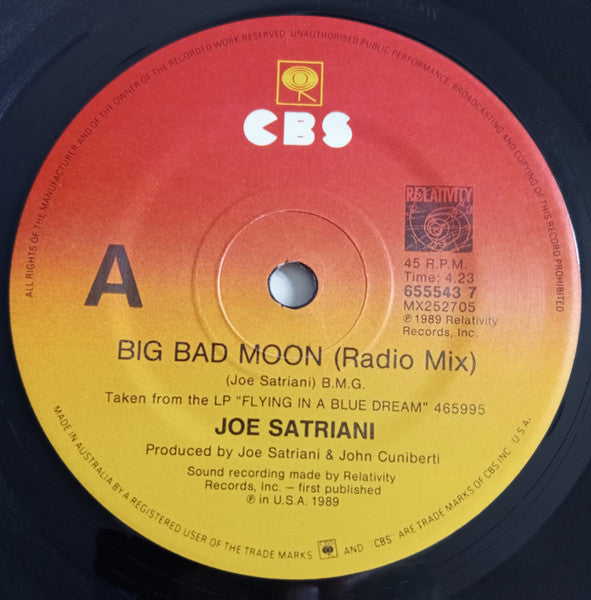 ALL RIGHTS OF THE MANUFACTURER AND OF THE OWNER OF THE RECORDED WORK RESERVED. UNAUTHORISED PUBLIC PERFORMANCE, BROADCASTING AND COPYING OF THIS RECORD PROHIBITED
CBS
RELATIVITY
A
45 R.P.M.
Time: 4.23
655543 7
MX252705
℗ 1989 Relativity
Records, Inc.
BIG BAD MOON (Radio Mix)
(Joe Satriani) B.M.G.
Taken from the LP "FLYING IN A BLUE DREAM" 465995
JOE SATRIANI
Produced by Joe Satriani & John Cuniberti
Sound recording made by Relativity
Records, Inc. – first published
℗ in U.S.A. 1989
MADE IN AUSTRALIA BY A REGISTERED USER OF THE TRADE MARKS CBS AND "CBS" ARE TRADE MARKS OF CBS INC. U.S.A.